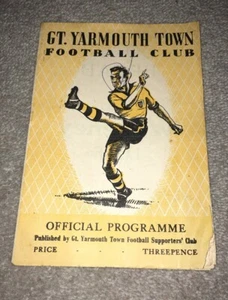 GT. YARMOUTH TOWN
FOOTBALL CLUB
OFFICIAL PROGRAMME
Published by Gt. Yarmouth Town Football Supporters' Club
PRICE - - - THREEPENCE